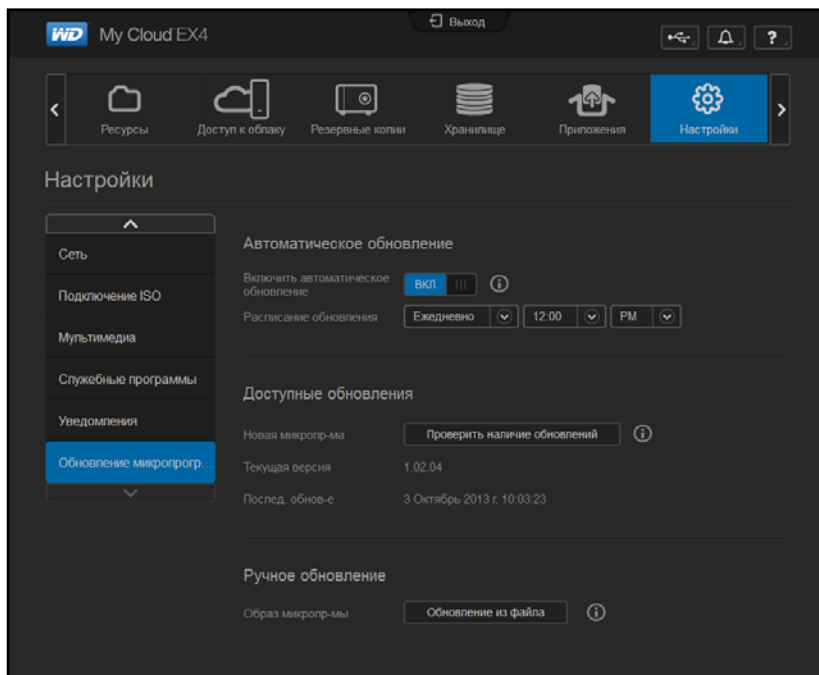 Выход
WD My Cloud EX4
?
Ресурсы
Доступ к облаку
Резервные копии
Хранилище
Приложения
Настройки
Настройки
Сеть
Подключение ISO
Мультимедиа
Служебные программы
Уведомления
Обновление микропрогр...
Автоматическое обновление
Включить автоматическое
обновление
ВКЛ
Расписание обновления
Ежедневно
12:00
PM
Доступные обновления
Новая микропр-ма
Проверить наличие обновлений
Текущая версия
1.02.04
Послед. обнов-е
3 Октябрь 2013 г. 10:03:23
Ручное обновление
Образ микропр-мы
Обновление из файла